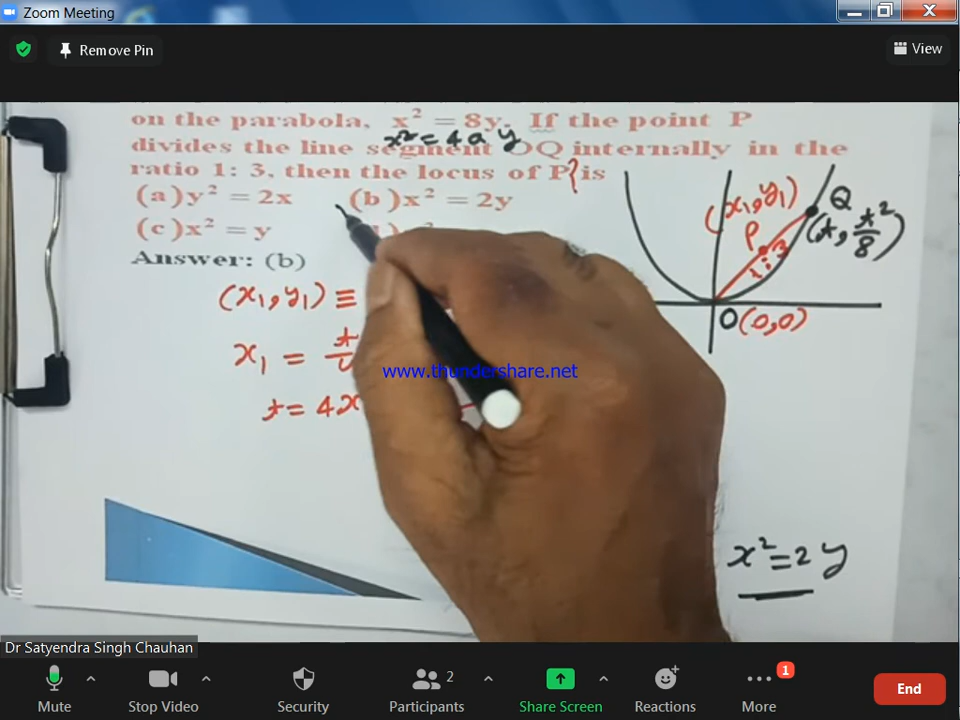 Zoom Meeting
Remove Pin
View
on the parabola, x² = 8y. If the point P
x² = 4ay
divides the line segment OQ internally in the
ratio 1: 3, then the locus of P is
(a)y² = 2x (b)x² = 2y
(c)x² = y
Answer: (b)
(x₁, y₁) ≡
x₁ =
t = 4x
(x₁, y₁)
Q
(t, t²/8)
P
1:3
O(0,0)
www.thundershare.net
x² = 2y
Dr Satyendra Singh Chauhan
Mute
Stop Video
Security
2
Participants
Share Screen
Reactions
1
More
End